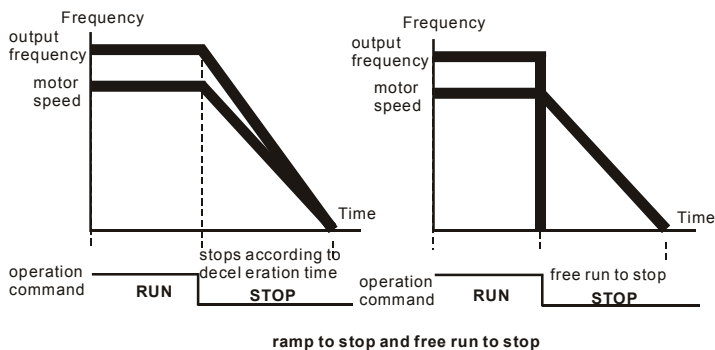 Frequency
output
frequency
motor
speed
Time
stops according to
decel eration time
operation
command
RUN
STOP
Frequency
output
frequency
motor
speed
Time
free run to stop
operation
command
RUN
STOP
ramp to stop and free run to stop